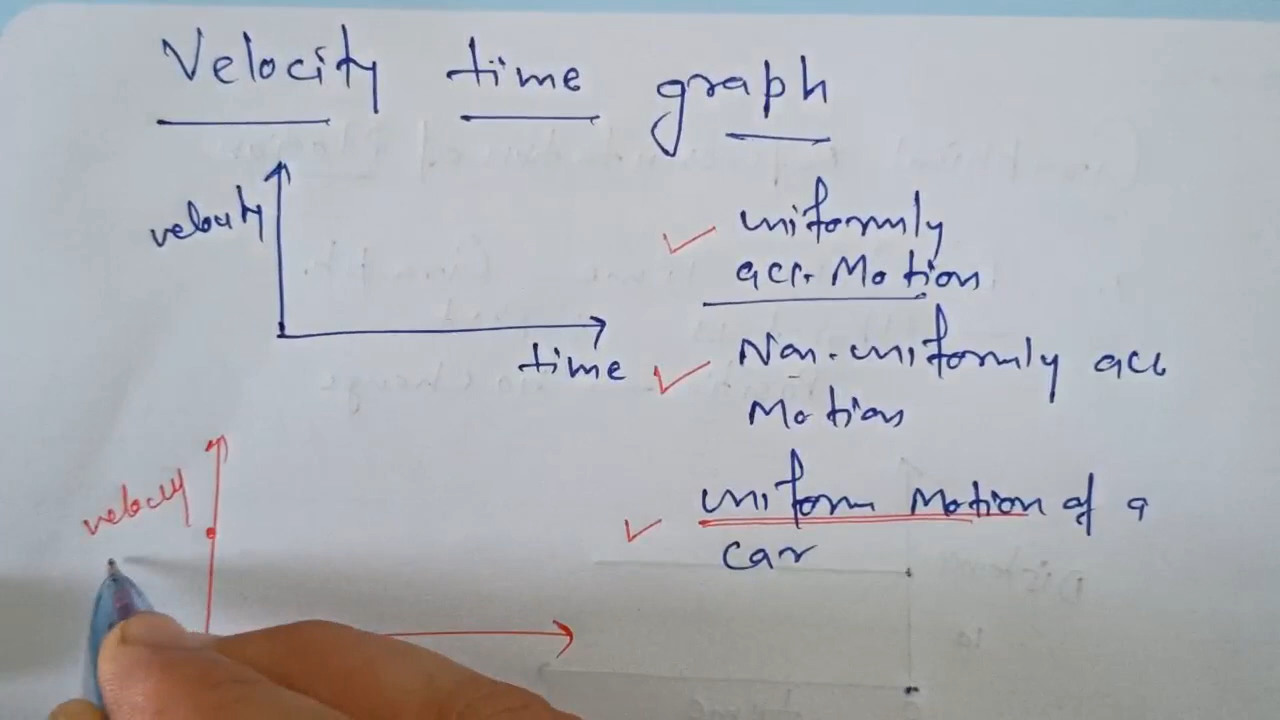 Velocity time graph
velocity
time
uniformly
acc. Motion
Non-uniformly acc
Motion
uniform Motion of a
car
velocity